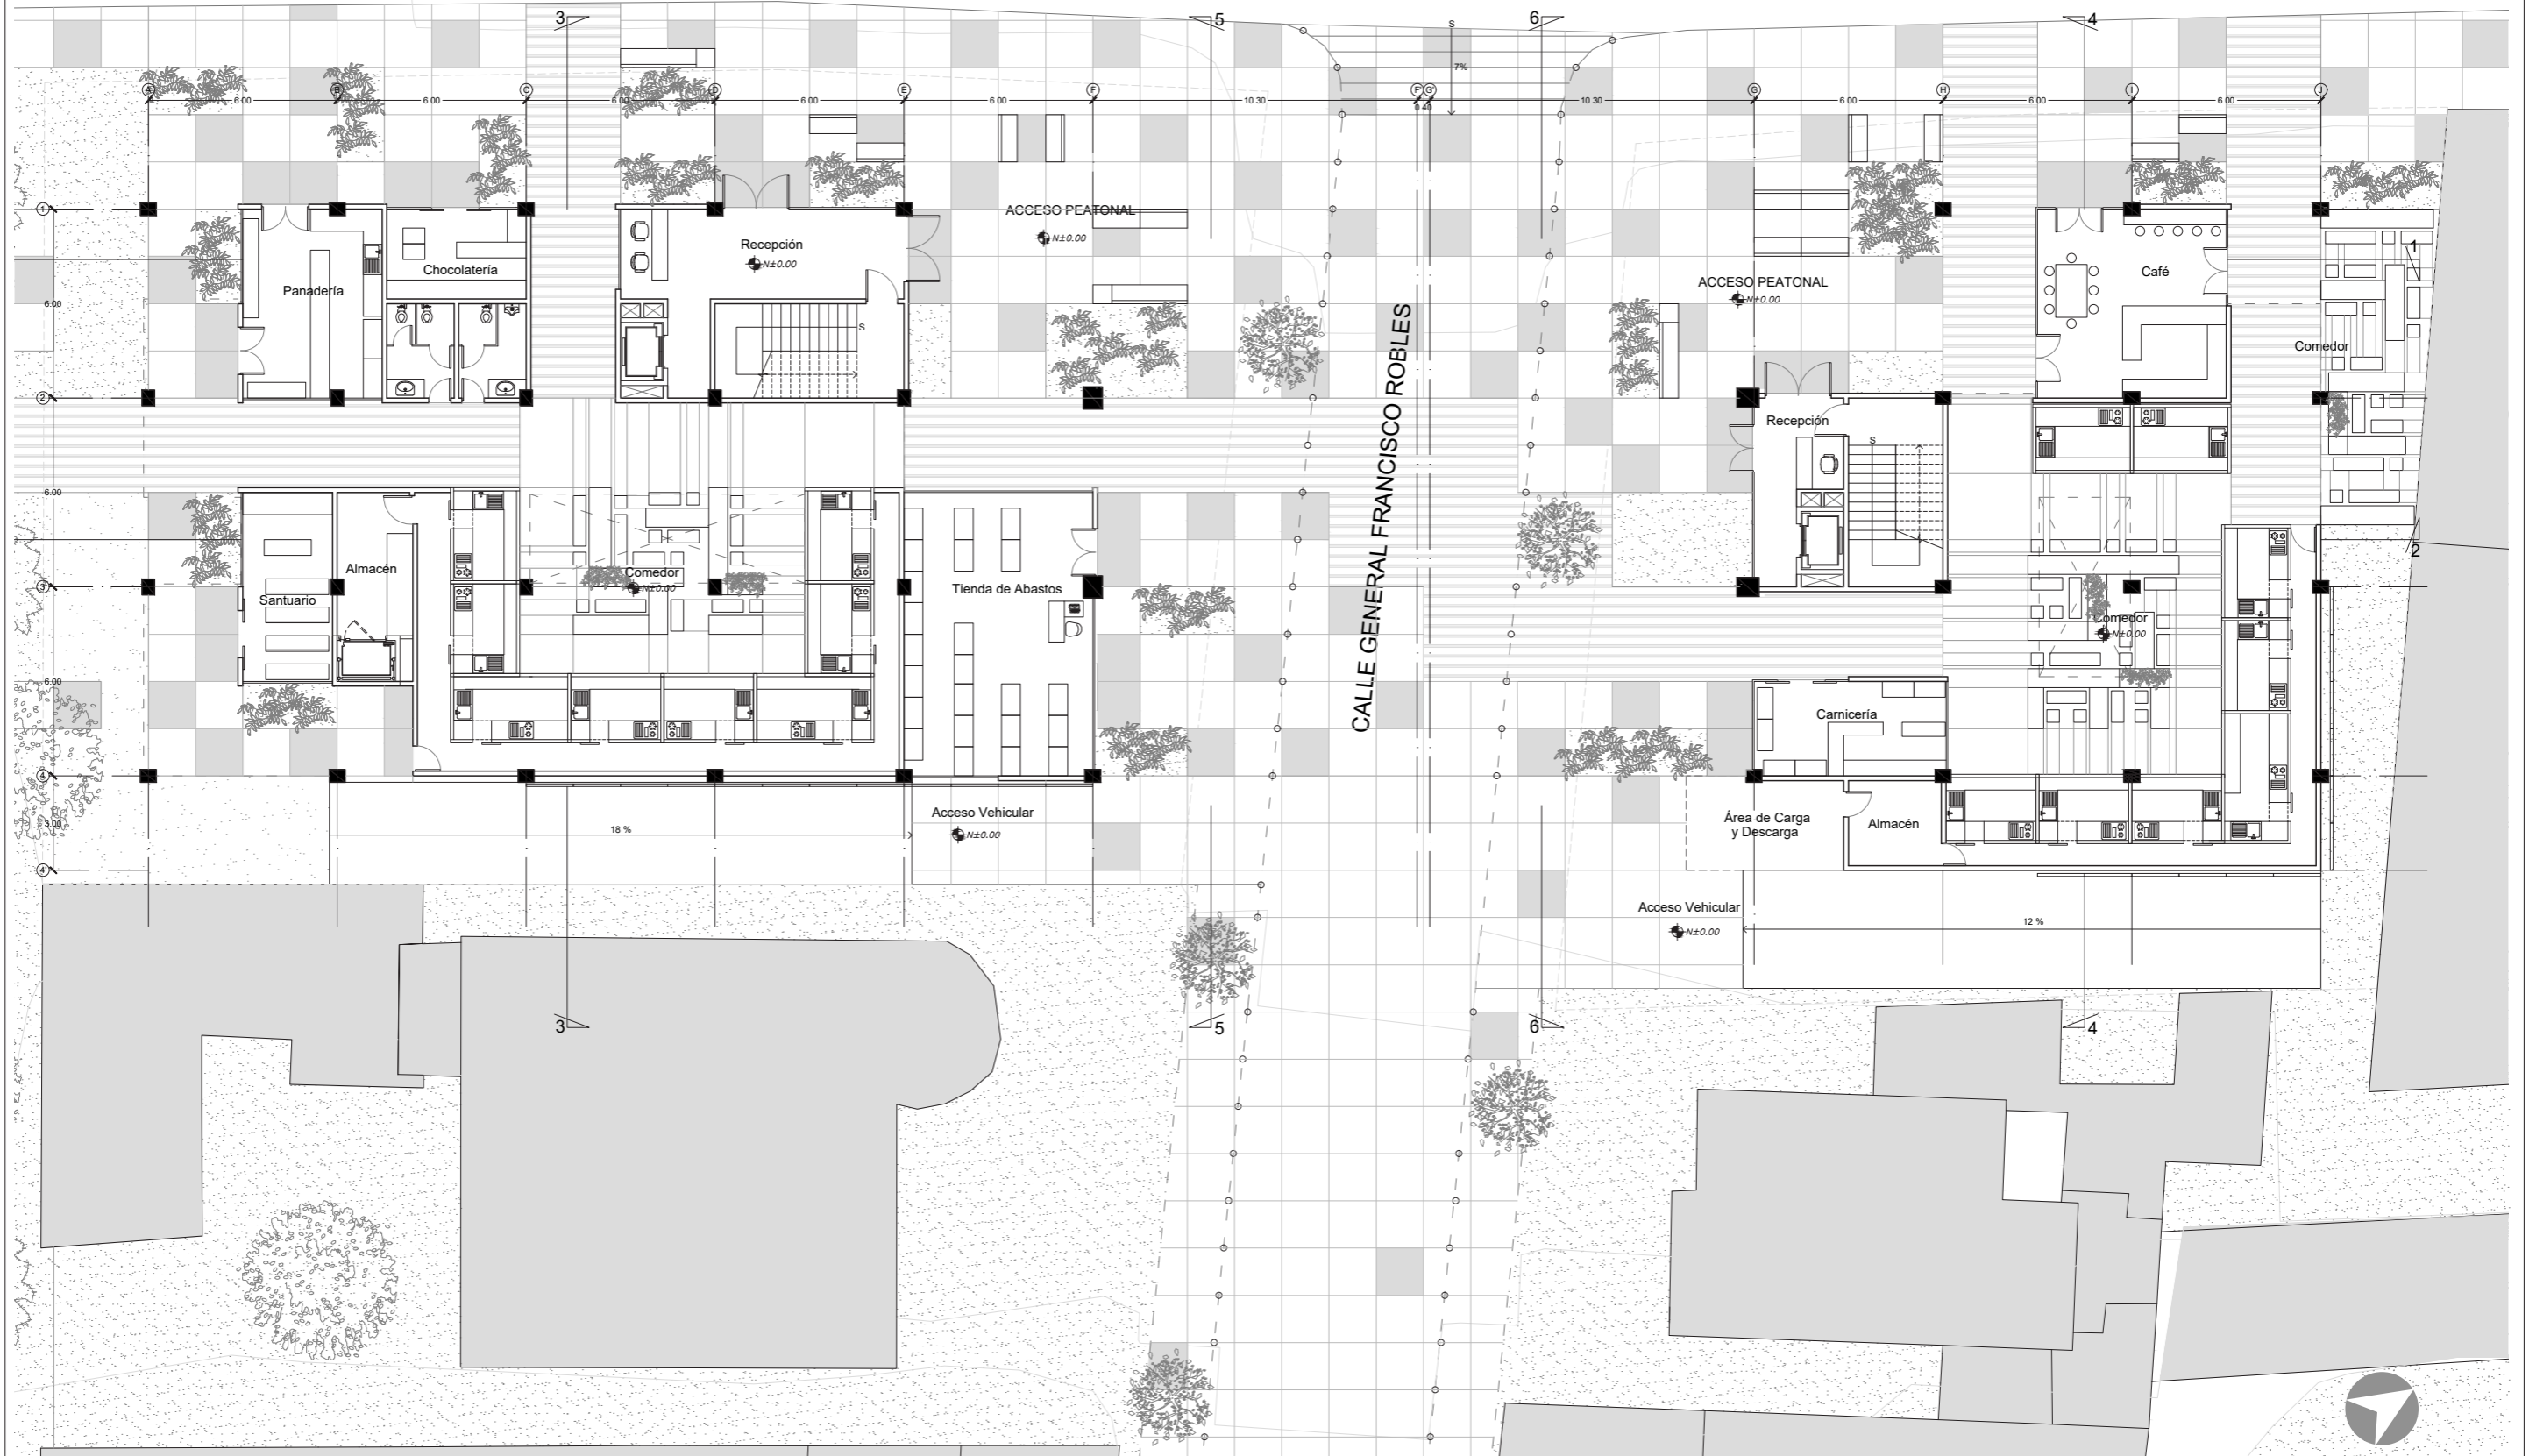 3
5
6
4
S
7%
A
B
C
D
E
F
F'
G'
G
H
I
J
6.00
6.00
6.00
6.00
6.00
10.30
0.40
10.30
6.00
6.00
6.00
1
ACCESO PEATONAL
N±0.00
Recepción
N±0.00
Chocolatería
Panadería
Café
1
ACCESO PEATONAL
N±0.00
6.00
S
Comedor
CALLE GENERAL FRANCISCO ROBLES
2
Recepción
S
6.00
2
Almacén
Comedor
N±0.00
3
Santuario
Tienda de Abastos
Comedor
N±0.00
6.00
Carnicería
4
Acceso Vehicular
N±0.00
18 %
3.00
Área de Carga
y Descarga
Almacén
4'
Acceso Vehicular
N±0.00
12 %
3
5
6
4